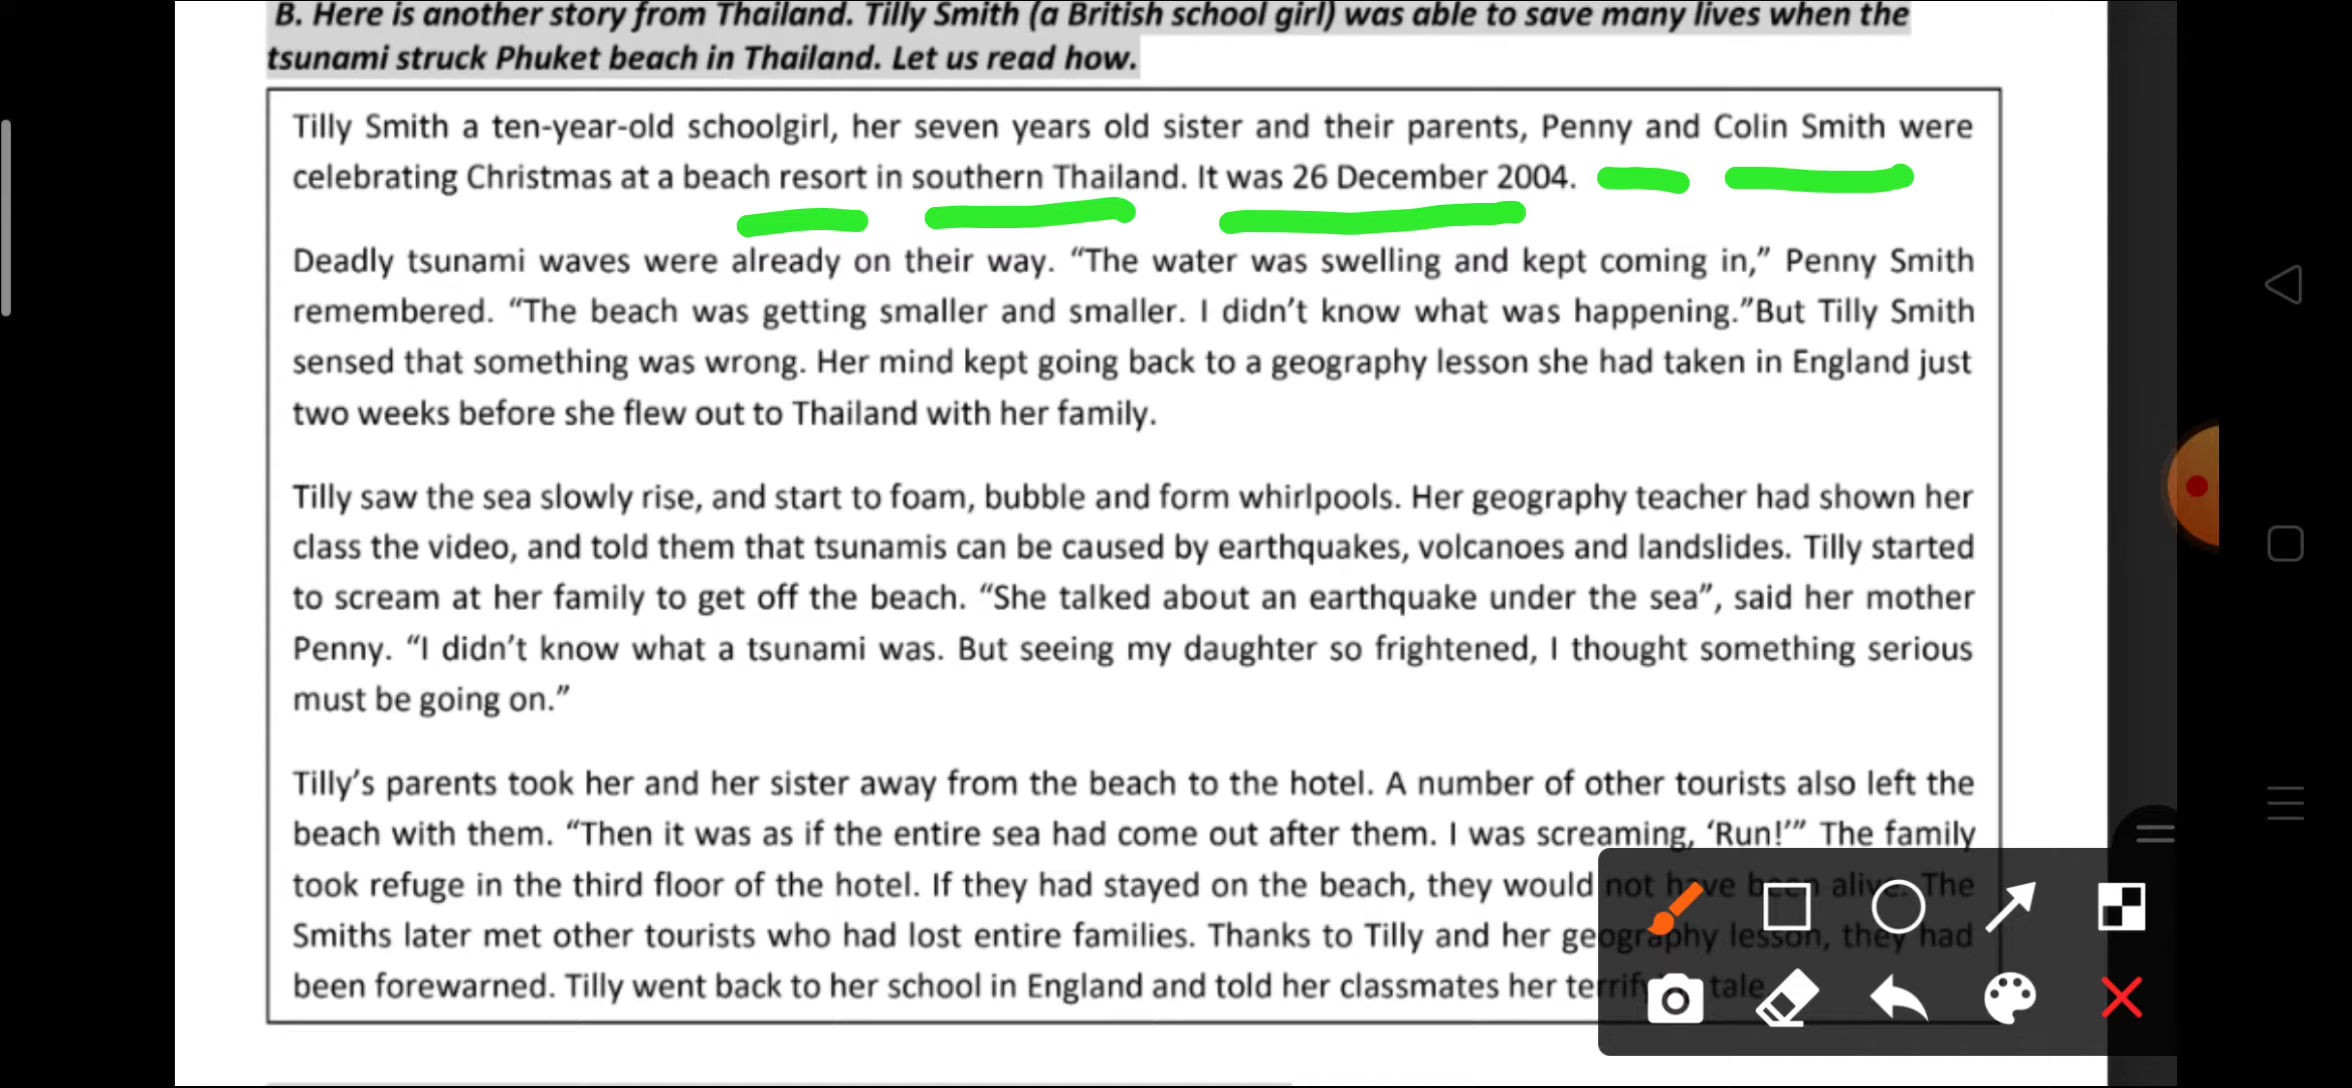 B. Here is another story from Thailand. Tilly Smith (a British school girl) was able to save many lives when the
tsunami struck Phuket beach in Thailand. Let us read how.
Tilly Smith a ten-year-old schoolgirl, her seven years old sister and their parents, Penny and Colin Smith were
celebrating Christmas at a beach resort in southern Thailand. It was 26 December 2004.
Deadly tsunami waves were already on their way. “The water was swelling and kept coming in,” Penny Smith
remembered. “The beach was getting smaller and smaller. I didn’t know what was happening.”But Tilly Smith
sensed that something was wrong. Her mind kept going back to a geography lesson she had taken in England just
two weeks before she flew out to Thailand with her family.
Tilly saw the sea slowly rise, and start to foam, bubble and form whirlpools. Her geography teacher had shown her
class the video, and told them that tsunamis can be caused by earthquakes, volcanoes and landslides. Tilly started
to scream at her family to get off the beach. “She talked about an earthquake under the sea”, said her mother
Penny. “I didn’t know what a tsunami was. But seeing my daughter so frightened, I thought something serious
must be going on.”
Tilly’s parents took her and her sister away from the beach to the hotel. A number of other tourists also left the
beach with them. “Then it was as if the entire sea had come out after them. I was screaming, ‘Run!’” The family
took refuge in the third floor of the hotel. If they had stayed on the beach, they would not have been alive. The
Smiths later met other tourists who had lost entire families. Thanks to Tilly and her geography lesson, they had
been forewarned. Tilly went back to her school in England and told her classmates her tale